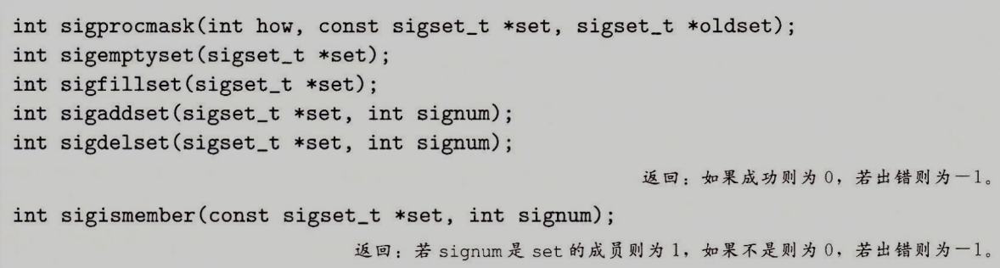 int sigprocmask(int how, const sigset_t *set, sigset_t *oldset);
int sigemptyset(sigset_t *set);
int sigfillset(sigset_t *set);
int sigaddset(sigset_t *set, int signum);
int sigdelset(sigset_t *set, int signum);
返回：如果成功则为 0，若出错则为－1。
int sigismember(const sigset_t *set, int signum);
返回：若 signum 是 set 的成员则为 1，如果不是则为 0，若出错则为－1。